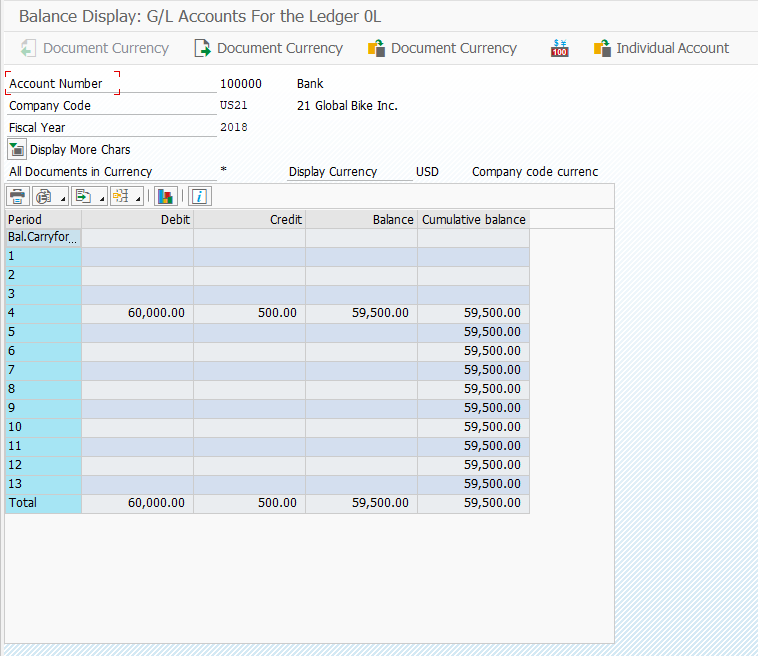 Balance Display: G/L Accounts For the Ledger 0L
Document Currency Document Currency Document Currency $ ¥ 100 Individual Account
Account Number 100000 Bank
Company Code US21 21 Global Bike Inc.
Fiscal Year 2018
Display More Chars
All Documents in Currency * Display Currency USD Company code currenc
i
Period Debit Credit Balance Cumulative balance
Bal.Carryfor...
1
2
3
4 60,000.00 500.00 59,500.00 59,500.00
5 59,500.00
6 59,500.00
7 59,500.00
8 59,500.00
9 59,500.00
10 59,500.00
11 59,500.00
12 59,500.00
13 59,500.00
Total 60,000.00 500.00 59,500.00 59,500.00